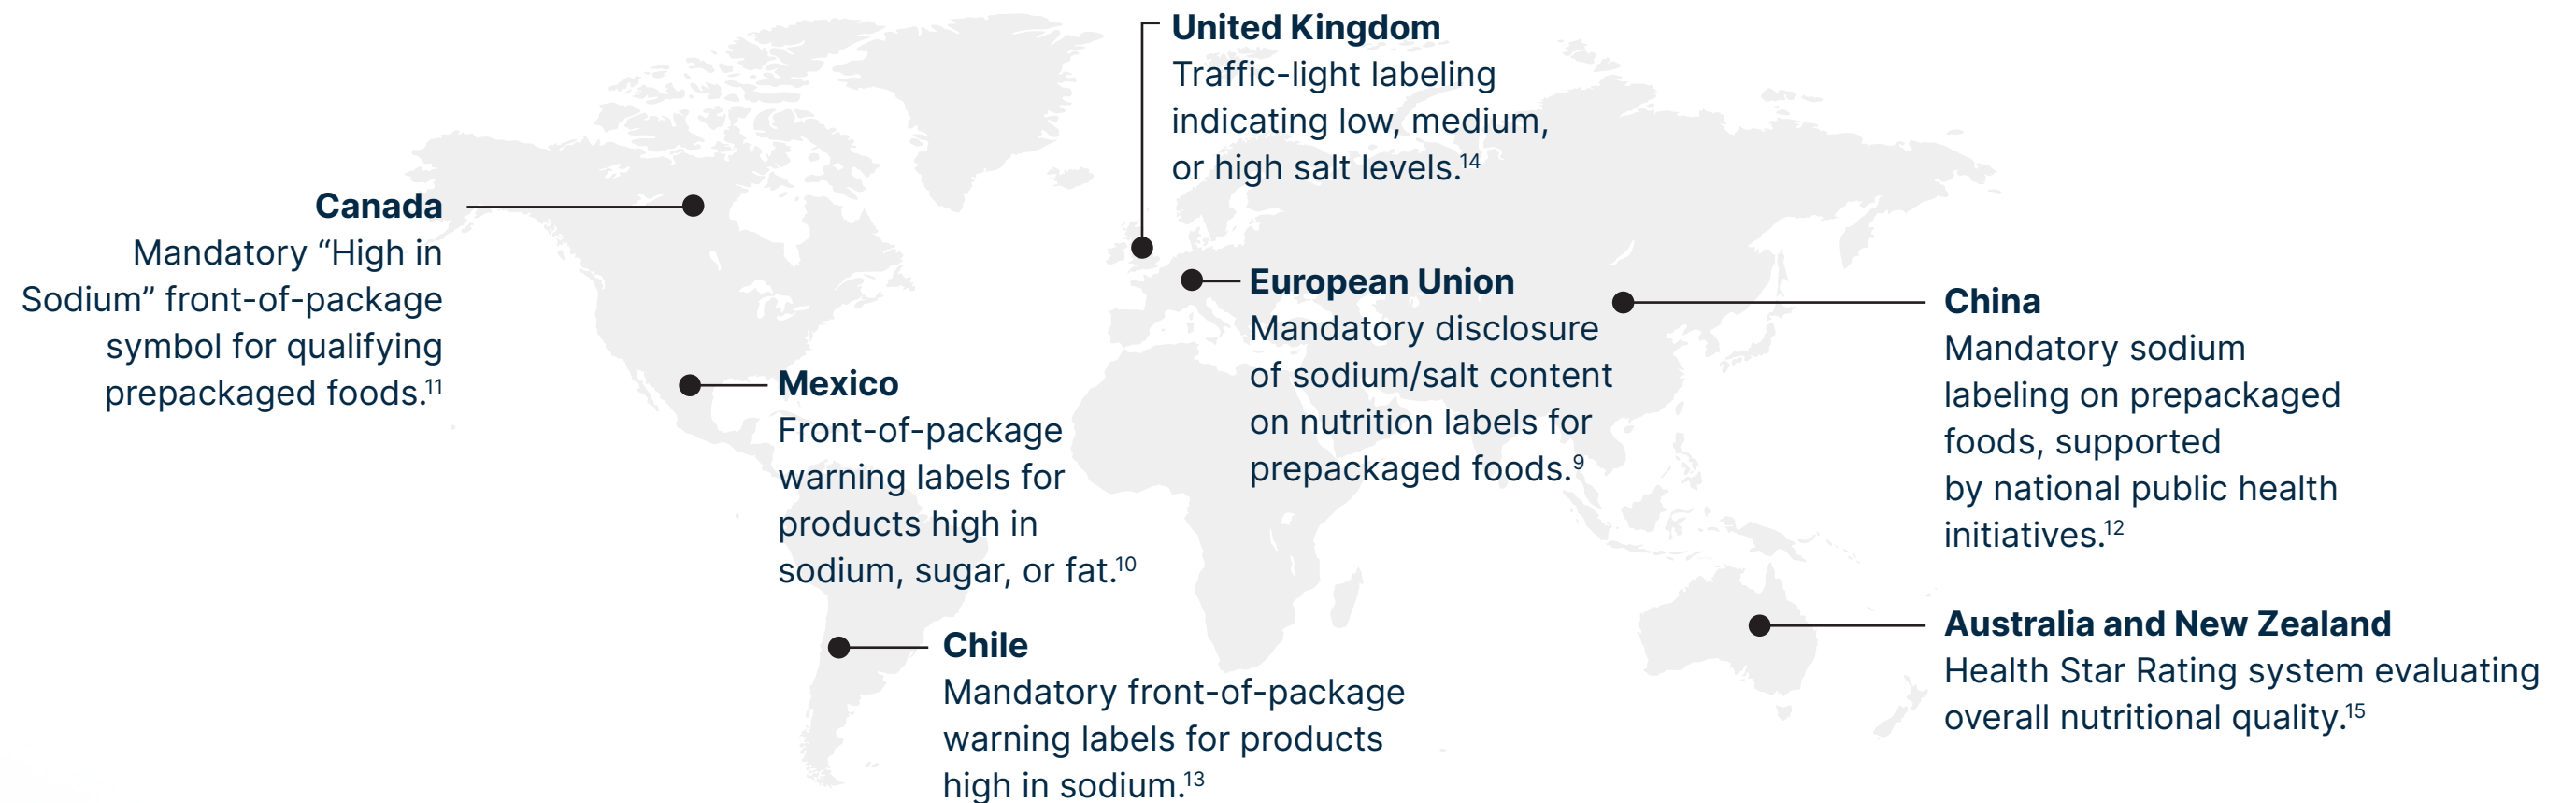 United Kingdom
Traffic-light labeling
indicating low, medium,
or high salt levels.14
Canada
Mandatory “High in
Sodium” front-of-package
symbol for qualifying
prepackaged foods.11
European Union
Mandatory disclosure
of sodium/salt content
on nutrition labels for
prepackaged foods.9
China
Mandatory sodium
labeling on prepackaged
foods, supported
by national public health
initiatives.12
Mexico
Front-of-package
warning labels for
products high in
sodium, sugar, or fat.10
Australia and New Zealand
Health Star Rating system evaluating
overall nutritional quality.15
Chile
Mandatory front-of-package
warning labels for products
high in sodium.13